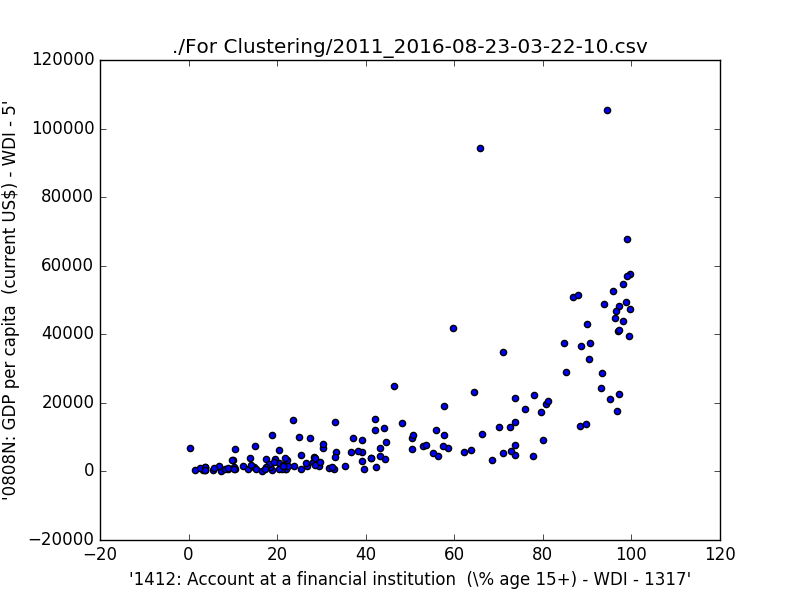 ./For Clustering/2011_2016-08-23-03-22-10.csv
120000
100000
80000
60000
40000
20000
0
−20000
−20 0 20 40 60 80 100 120
'0808N: GDP per capita  (current US$) - WDI - 5'
'1412: Account at a financial institution  (\% age 15+) - WDI - 1317'